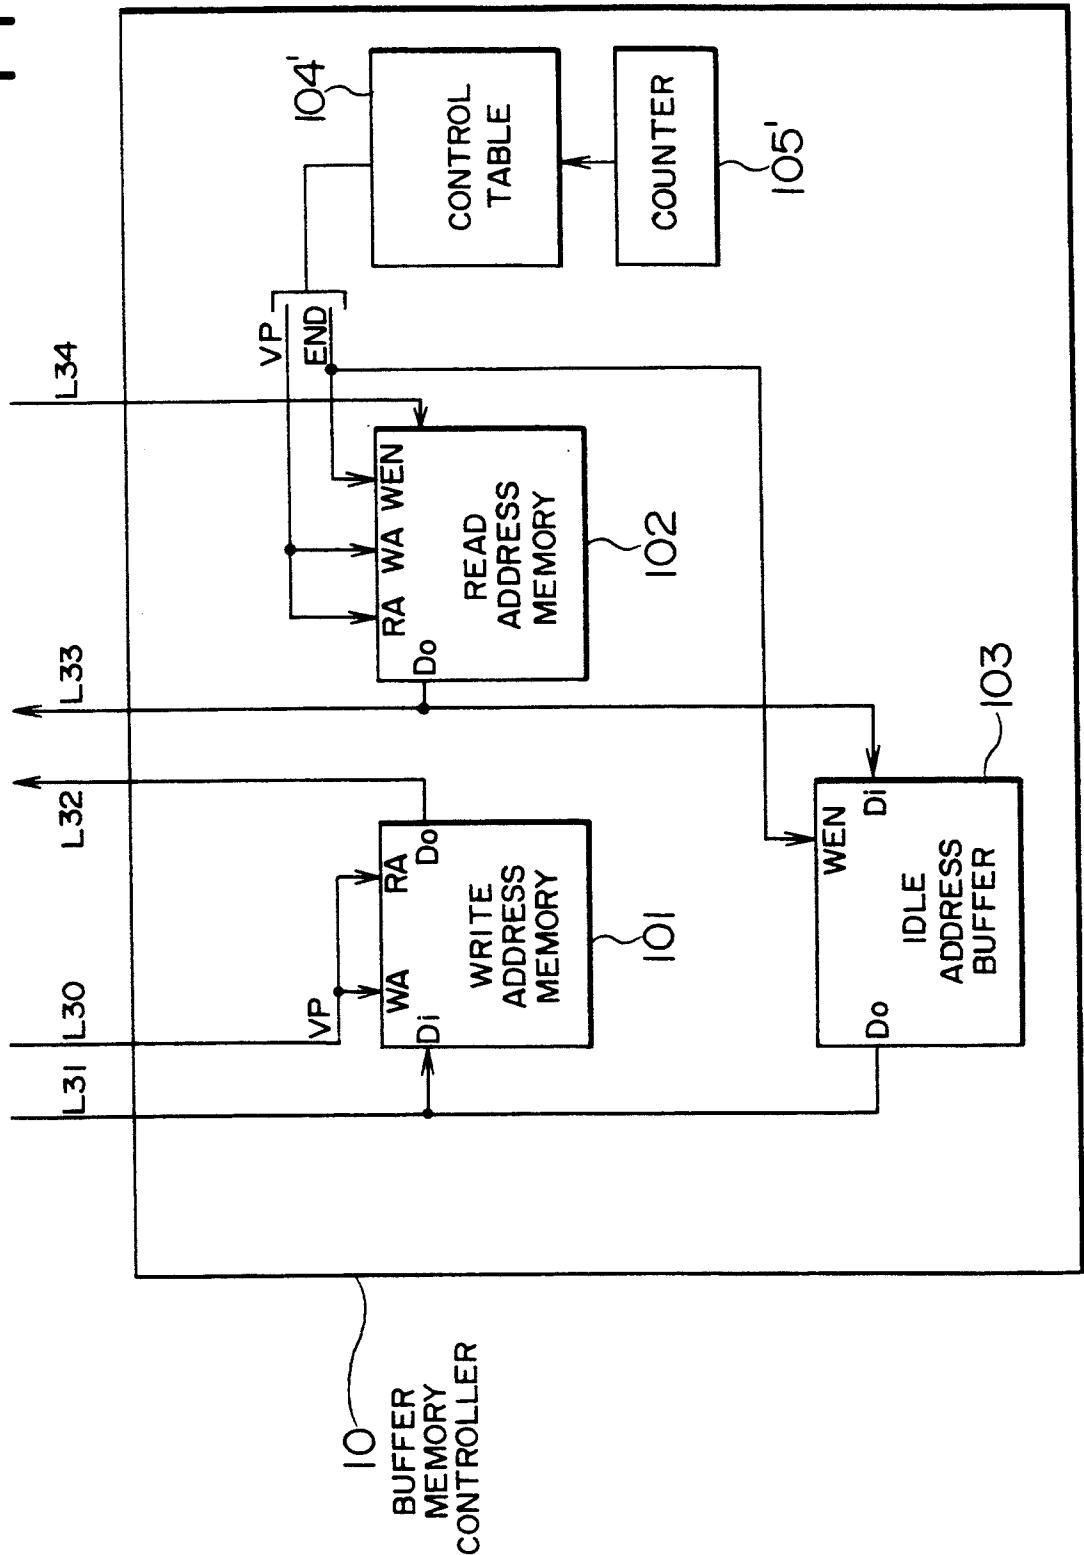 L31
L30
L32
L33
L34
10
BUFFER
MEMORY
CONTROLLER
VP
WA
RA
Di
Do
WRITE
ADDRESS
MEMORY
101
VP
END
RA
WA
WEN
Do
READ
ADDRESS
MEMORY
102
104'
CONTROL
TABLE
COUNTER
105'
WEN
Do
Di
IDLE
ADDRESS
BUFFER
103